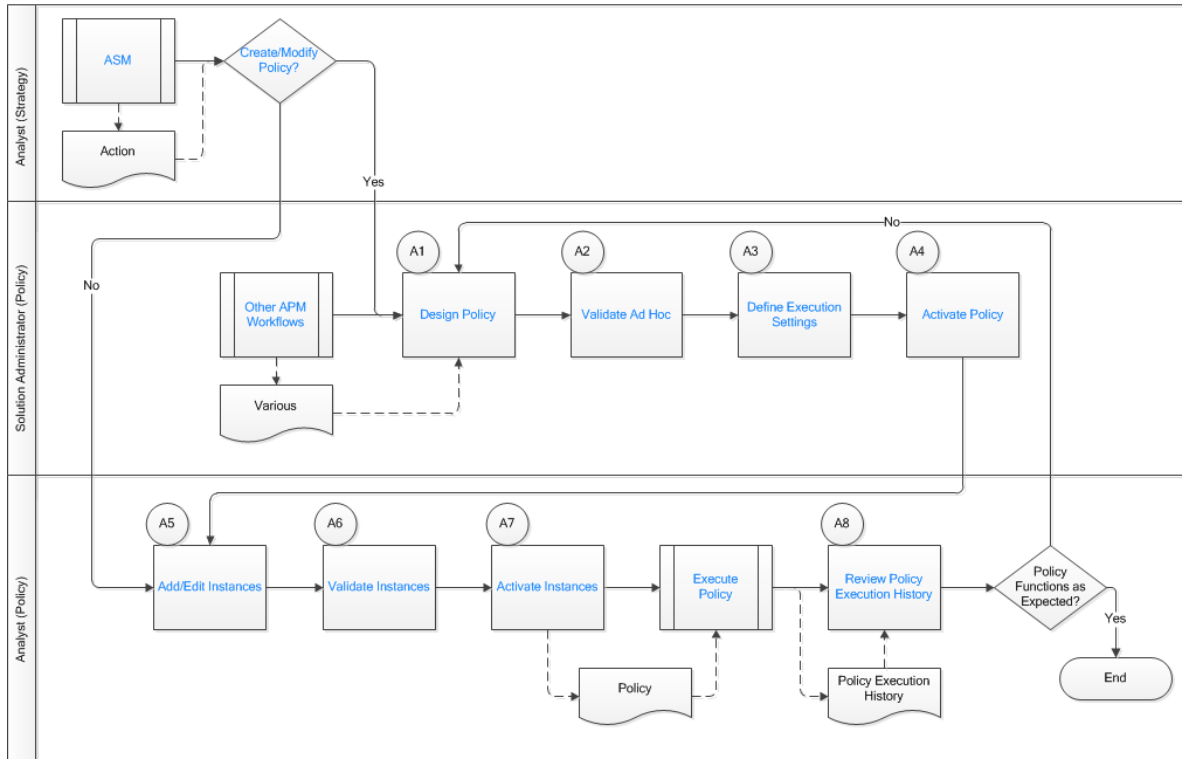 Analyst (Strategy)
ASM
Create/Modify
Policy?
Action
Yes
No
Solution Administrator (Policy)
No
A1
A2
A3
A4
Other APM
Workflows
Design Policy
Validate Ad Hoc
Define Execution
Settings
Activate Policy
Various
Analyst (Policy)
A5
A6
A7
A8
Add/Edit Instances
Validate Instances
Activate Instances
Execute
Policy
Review Policy
Execution History
Policy
Functions as
Expected?
Yes
Policy
Policy Execution
History
End